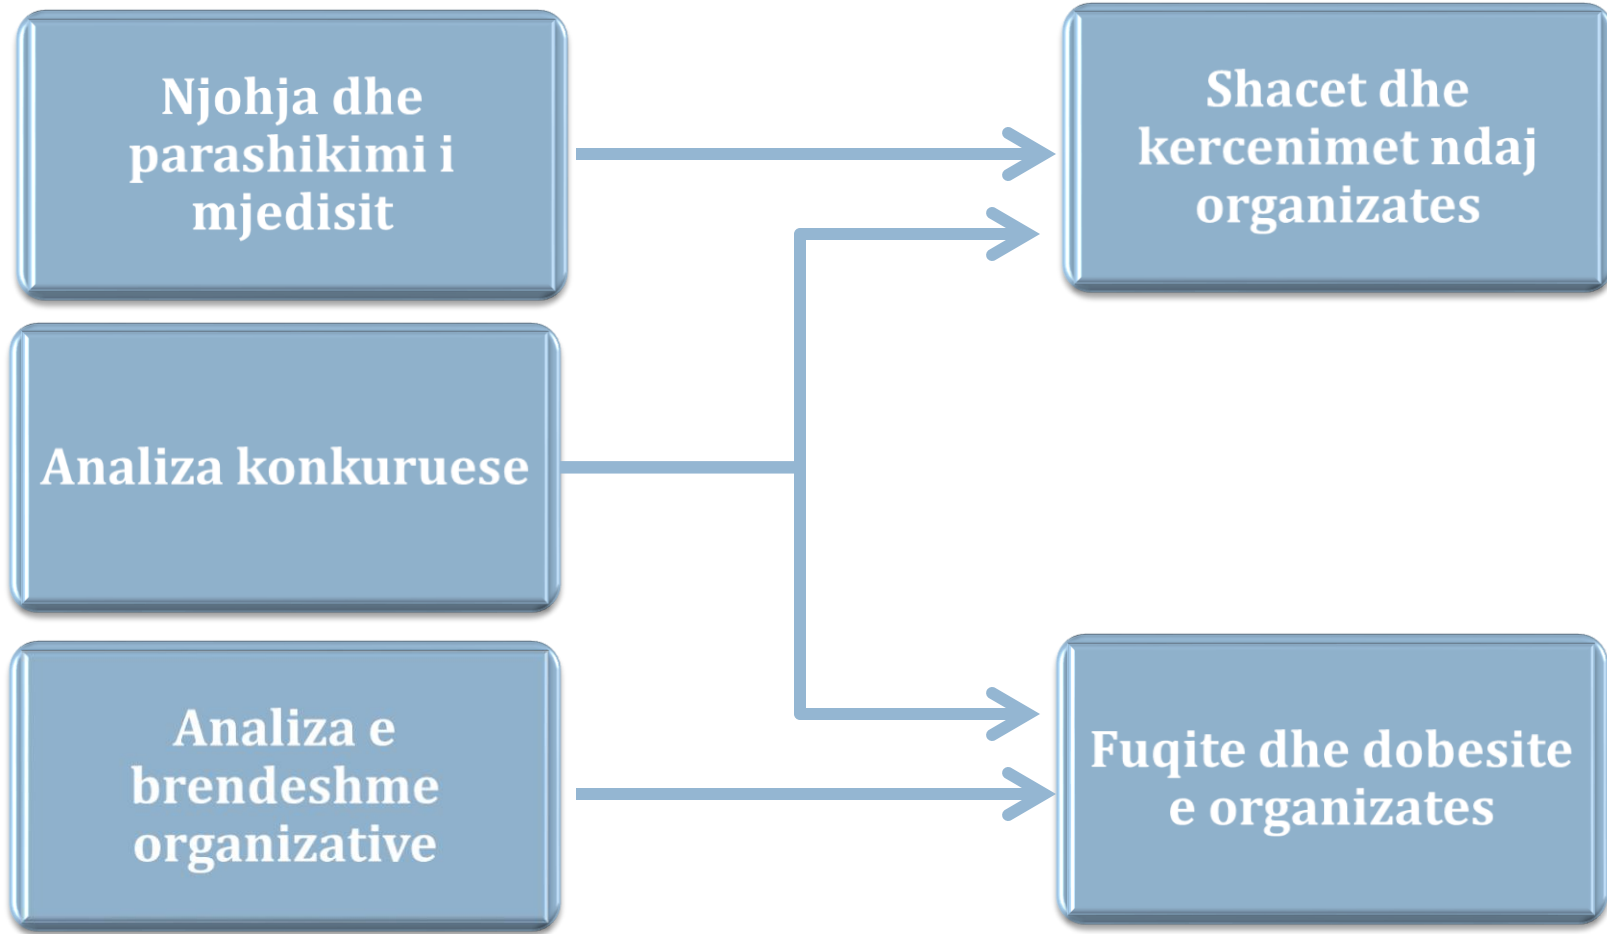 Njohja dhe
parashikimi i
mjedisit
Shacet dhe
kercenimet ndaj
organizates
Analiza konkuruese
Analiza e
brendeshme
organizative
Fuqite dhe dobesite
e organizates